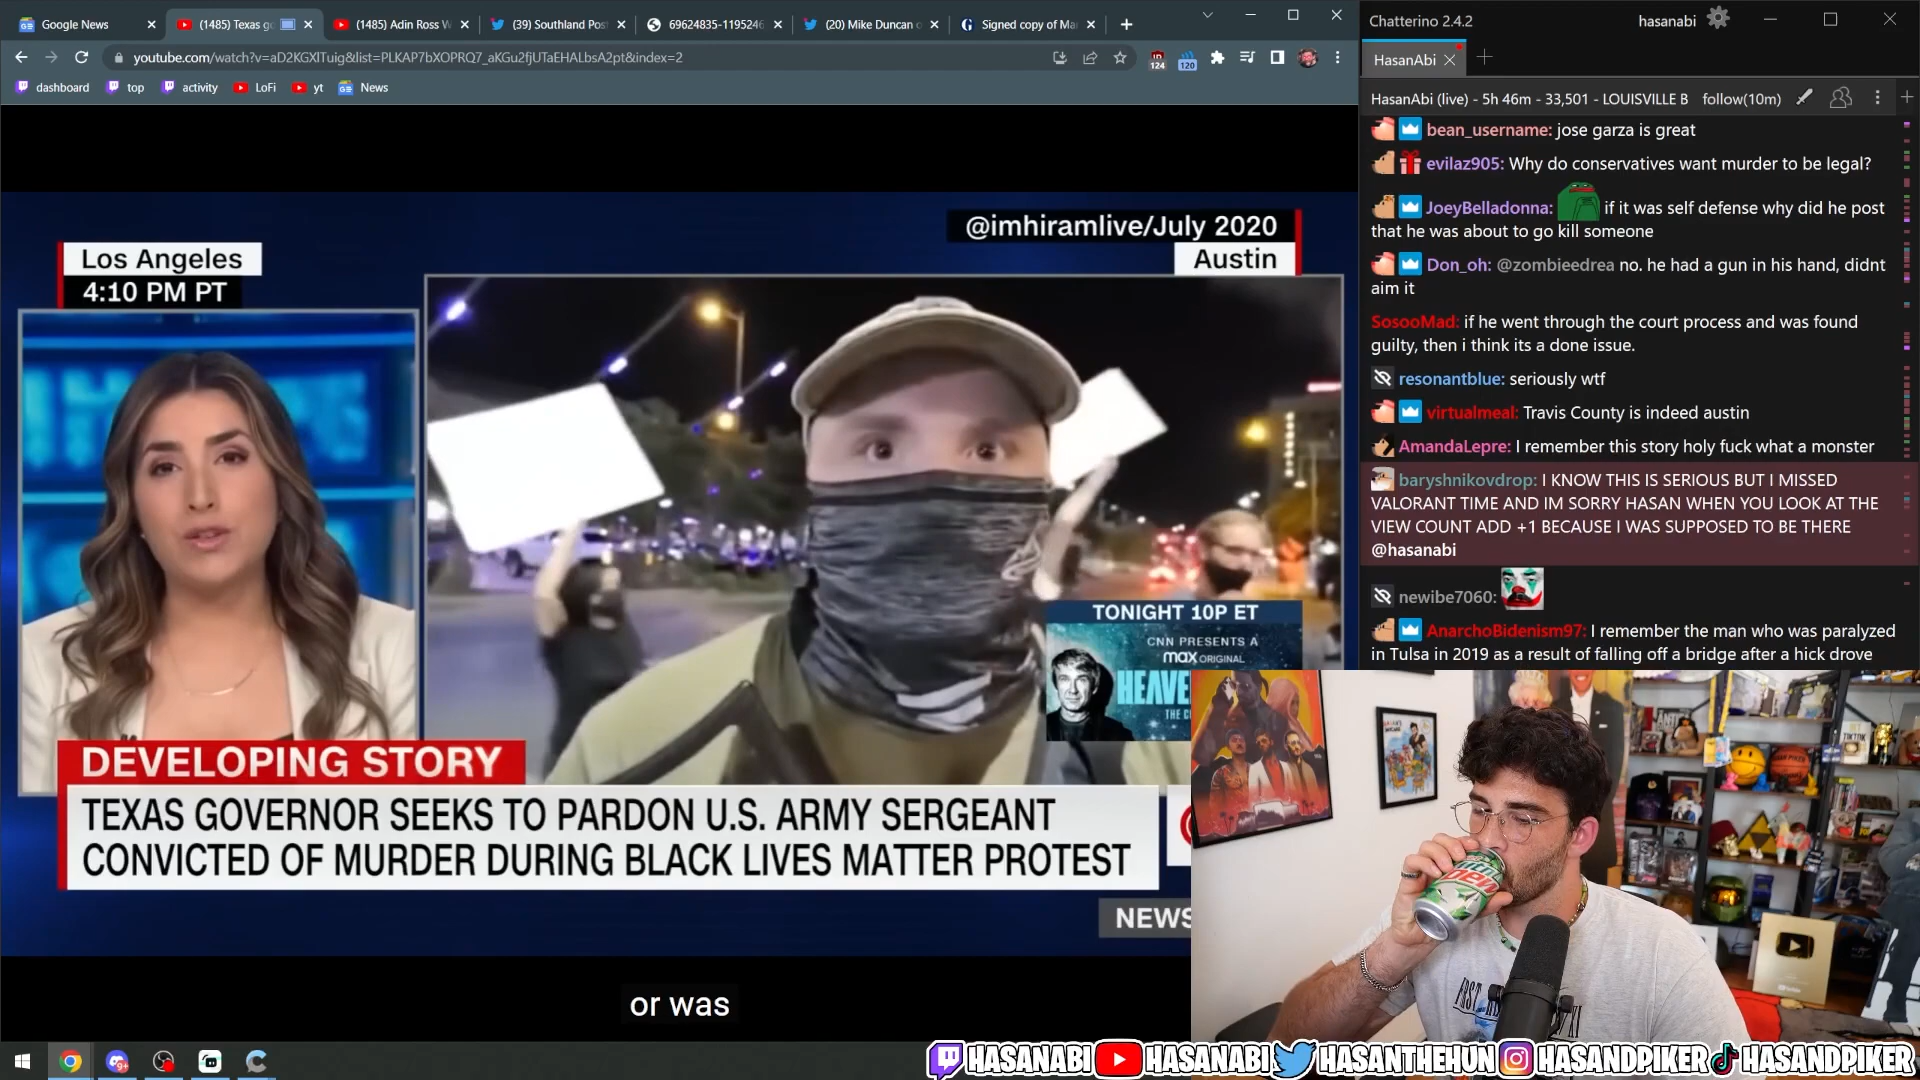 Google News
(1485) Texas go
(1485) Adin Ross W
(39) Southland Pos
69624835-1195246
(20) Mike Duncan o
Signed copy of Ma
youtube.com/watch?v=aD2KGXlTuig&list=PLKAP7bXOPRQ7_aKGu2fjUTaEHALbsA2pt&index=2
124
120
dashboard
top
activity
LoFi
yt
News
Los Angeles
4:10 PM PT
@imhiramlive/July 2020
Austin
TONIGHT 10P ET
CNN PRESENTS A
max ORIGINAL
HEAVE
THE C
DEVELOPING STORY
TEXAS GOVERNOR SEEKS TO PARDON U.S. ARMY SERGEANT
CONVICTED OF MURDER DURING BLACK LIVES MATTER PROTEST
NEWS
or was
Chatterino 2.4.2
hasanabi
HasanAbi
HasanAbi (live) - 5h 46m - 33,501 - LOUISVILLE B
follow(10m)
bean_username: jose garza is great
evilaz905: Why do conservatives want murder to be legal?
JoeyBelladonna: if it was self defense why did he post
that he was about to go kill someone
Don_oh: @zombieedrea no. he had a gun in his hand, didnt
aim it
SosooMad: if he went through the court process and was found
guilty, then i think its a done issue.
resonantblue: seriously wtf
virtualmeal: Travis County is indeed austin
AmandaLepre: I remember this story holy fuck what a monster
baryshnikovdrop: I KNOW THIS IS SERIOUS BUT I MISSED
VALORANT TIME AND IM SORRY HASAN WHEN YOU LOOK AT THE
VIEW COUNT ADD +1 BECAUSE I WAS SUPPOSED TO BE THERE
@hasanabi
newibe7060:
AnarchoBidenism97: I remember the man who was paralyzed
in Tulsa in 2019 as a result of falling off a bridge after a hick drove
HASANABI
HASANABI
HASANTHEHUN
HASANDPIKER
HASANDPIKER